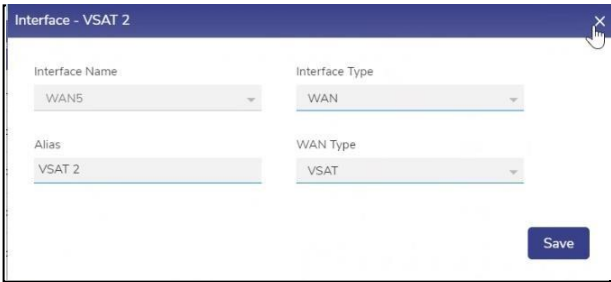 Interface - VSAT 2
Interface Name
Interface Type
WAN5
WAN
Alias
WAN Type
VSAT 2
VSAT
Save